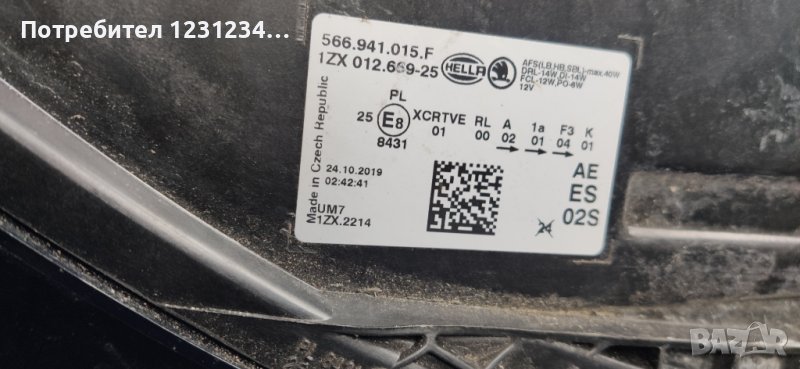 Потребител 1231234...
566.941.015.F
1ZX 012.669-25
HELLA
AFS(LB,HB,SBL)-max.40W
DRL-14W,DI-14W
FCL-12W,PO-6W
12V
PL
25 E8
8431
XCRTVE RL A 1a F3 K
01 00 02 01 04 01
Made in Czech Republic
24.10.2019
02:42:41
UM7
1ZX.2214
AE
ES
02S
24
BAZAR